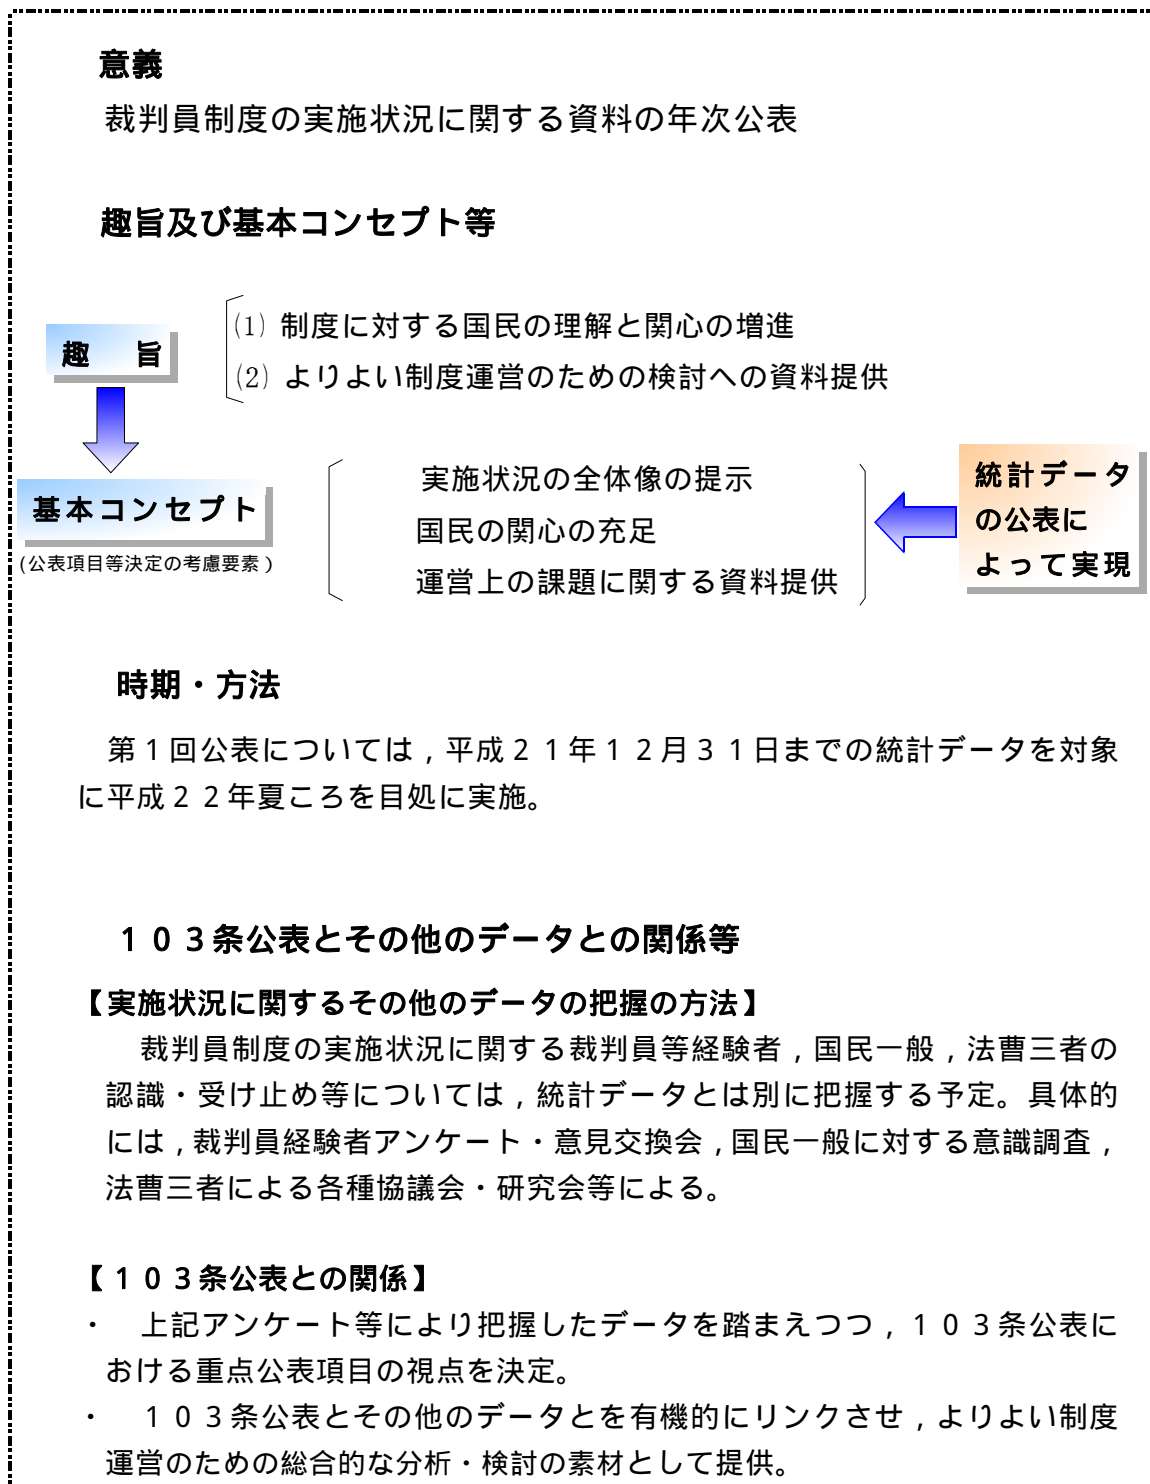 意義
裁判員制度の実施状況に関する資料の年次公表
趣旨及び基本コンセプト等
趣　旨
(1) 制度に対する国民の理解と関心の増進
(2) よりよい制度運営のための検討への資料提供
基本コンセプト
(公表項目等決定の考慮要素)
実施状況の全体像の提示
国民の関心の充足
運営上の課題に関する資料提供
統計データ
の公表に
よって実現
時期・方法
第１回公表については，平成２１年１２月３１日までの統計データを対象
に平成２２年夏ころを目処に実施。
１０３条公表とその他のデータとの関係等
【実施状況に関するその他のデータの把握の方法】
裁判員制度の実施状況に関する裁判員等経験者，国民一般，法曹三者の
認識・受け止め等については，統計データとは別に把握する予定。具体的
には，裁判員経験者アンケート・意見交換会，国民一般に対する意識調査，
法曹三者による各種協議会・研究会等による。
【１０３条公表との関係】
・　上記アンケート等により把握したデータを踏まえつつ，１０３条公表に
おける重点公表項目の視点を決定。
・　１０３条公表とその他のデータとを有機的にリンクさせ，よりよい制度
運営のための総合的な分析・検討の素材として提供。